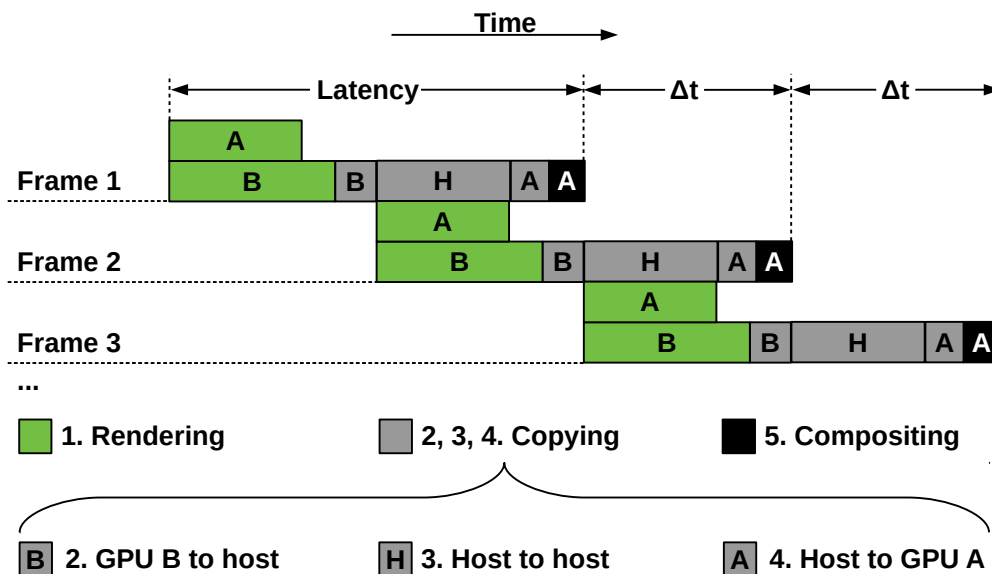 Time
Latency Δt Δt
A
Frame 1 B B H A A
A
Frame 2 B B H A A
A
Frame 3 B B H A A
...
1. Rendering 2, 3, 4. Copying 5. Compositing
B 2. GPU B to host H 3. Host to host A 4. Host to GPU A